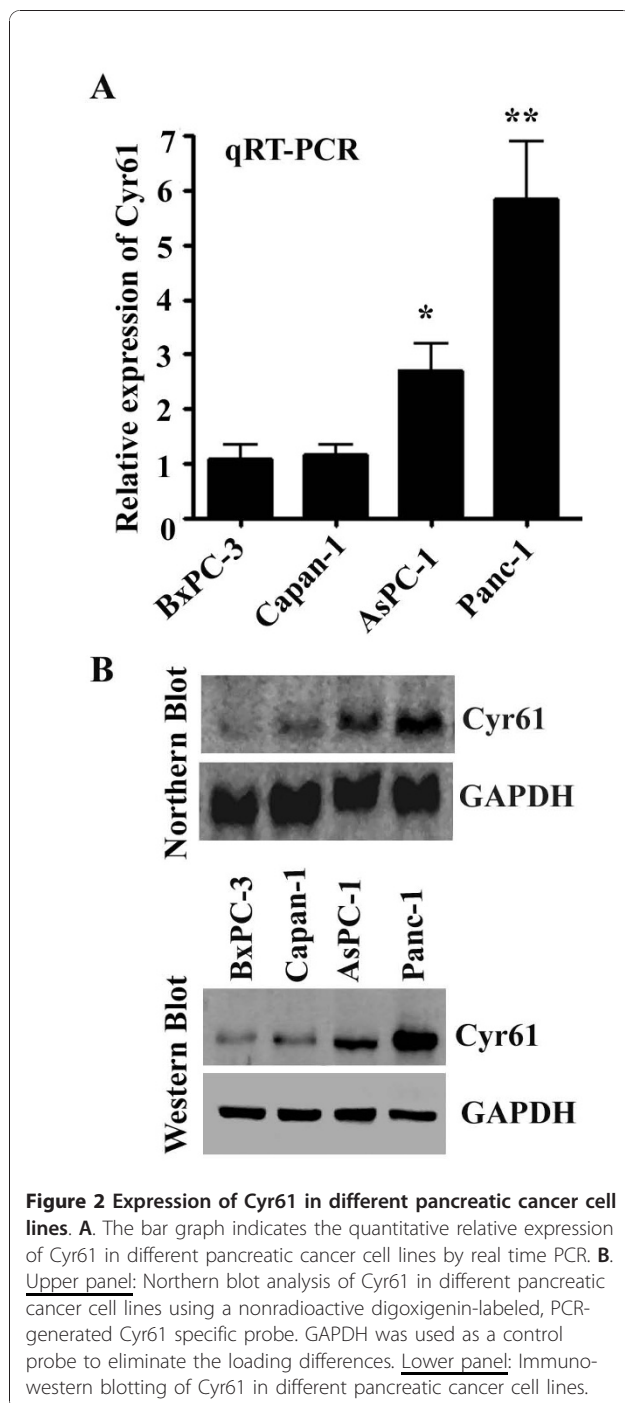 A
qRT-PCR
Relative expression of Cyr61
7
**
6
5
4
*
3
2
1
0
BxPC-3
Capan-1
AsPC-1
Panc-1
B
Northern Blot
Cyr61
GAPDH
BxPC-3
Capan-1
AsPC-1
Panc-1
Western Blot
Cyr61
GAPDH
Figure 2 Expression of Cyr61 in different pancreatic cancer cell
lines. A. The bar graph indicates the quantitative relative expression
of Cyr61 in different pancreatic cancer cell lines by real time PCR. B.
Upper panel: Northern blot analysis of Cyr61 in different pancreatic
cancer cell lines using a nonradioactive digoxigenin-labeled, PCR-
generated Cyr61 specific probe. GAPDH was used as a control
probe to eliminate the loading differences. Lower panel: Immuno-
western blotting of Cyr61 in different pancreatic cancer cell lines.